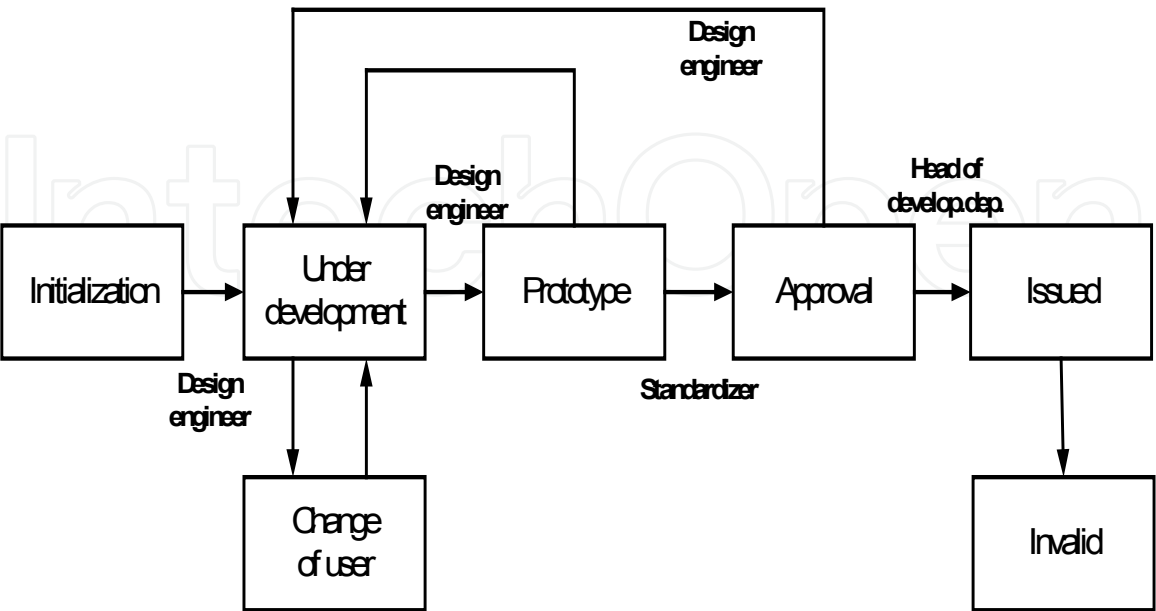 Design
engineer
Design
engineer
Head of
develop.dep.
IntechOpen
Initialization
Under
development
Prototype
Approval
Issued
Design
engineer
Standardizer
Change
of user
Invalid